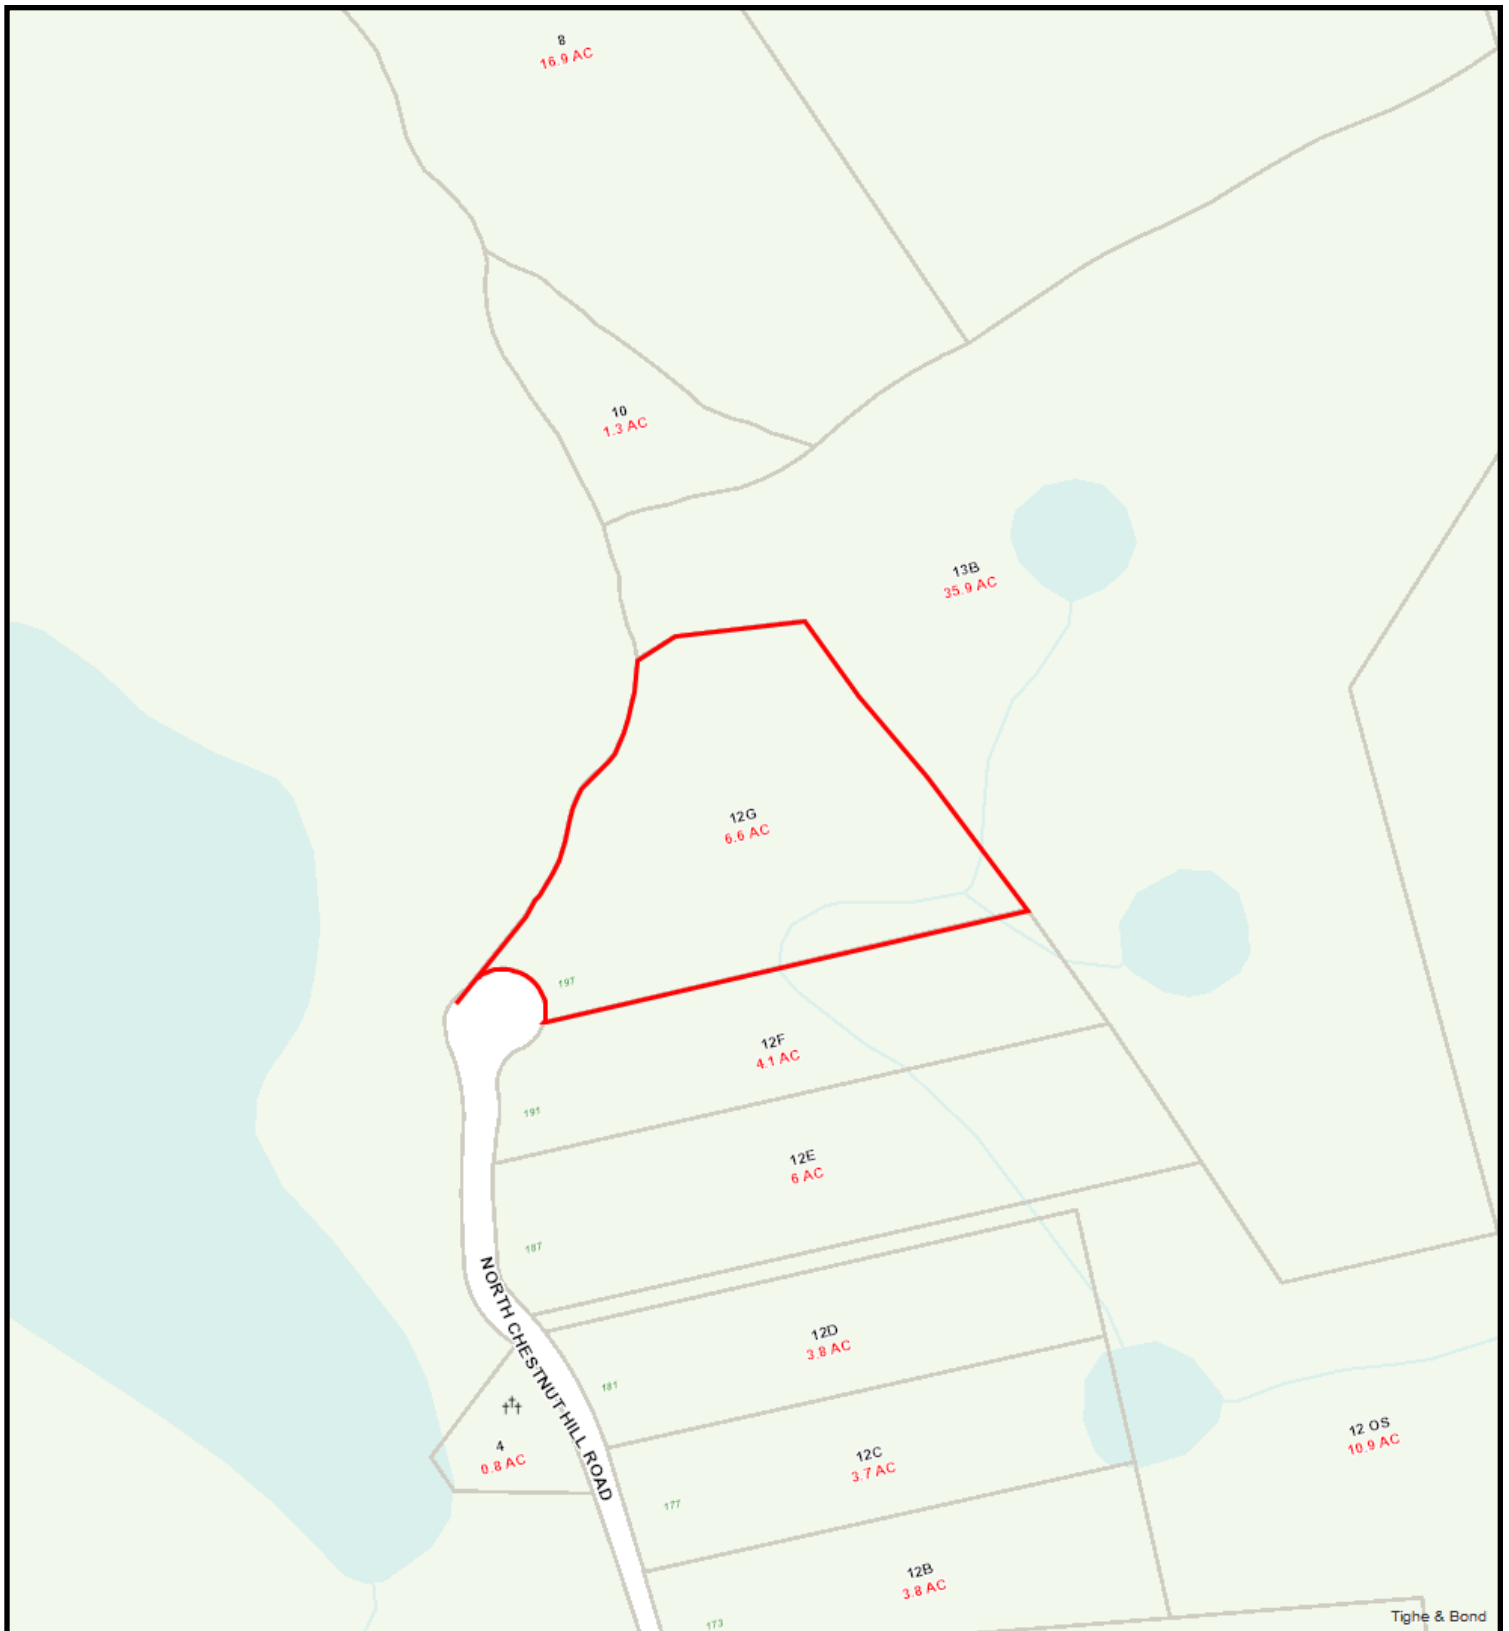 8
16.9 AC
10
1.3 AC
13B
35.9 AC
12G
6.6 AC
197
12F
4.1 AC
191
12E
6 AC
187
NORTH CHESTNUT HILL ROAD
12D
3.8 AC
181
4
0.8 AC
12 OS
10.9 AC
12C
3.7 AC
177
12B
3.8 AC
173
Tighe & Bond